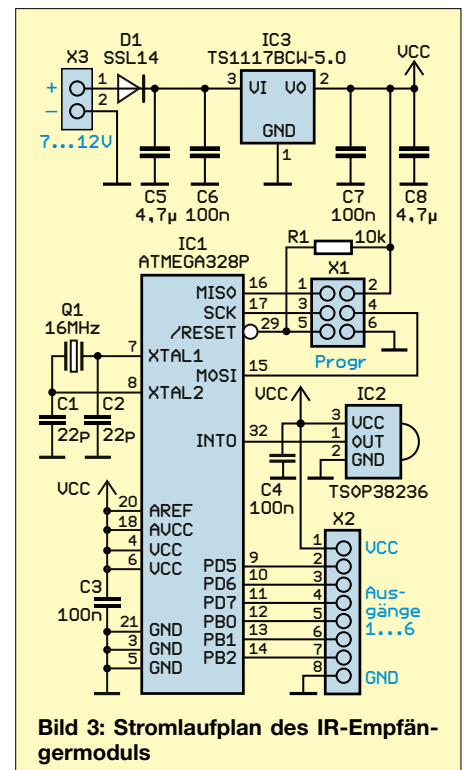 X3
D1
SSL14
IC3
TS1117BCW-5.0
VCC
+ 1
– 2
7...12V
3 VI VO 2
GND
1
C5
4,7µ
C6
100n
C7
100n
C8
4,7µ
IC1
ATMEGA328P
R1 10k
X1
MISO 16 1 2
SCK 17 3 4
/RESET 29 5 6
Progr
Q1
16MHz
7 XTAL1
MOSI 15
8 XTAL2
C1
22p
C2
22p
VCC
IC2
3 VCC
INT0 32 1 OUT
2 GND
C4
100n
TSOP38236
VCC
20 AREF
18 AVCC
4 VCC
6 VCC
C3
100n
21 GND
3 GND
5 GND
X2
1 VCC
PD5 9 2
PD6 10 3
PD7 11 4
PB0 12 5
PB1 13 6
PB2 14 7
8 GND
Aus-
gänge
1...6
Bild 3: Stromlaufplan des IR-Empfän-
germoduls